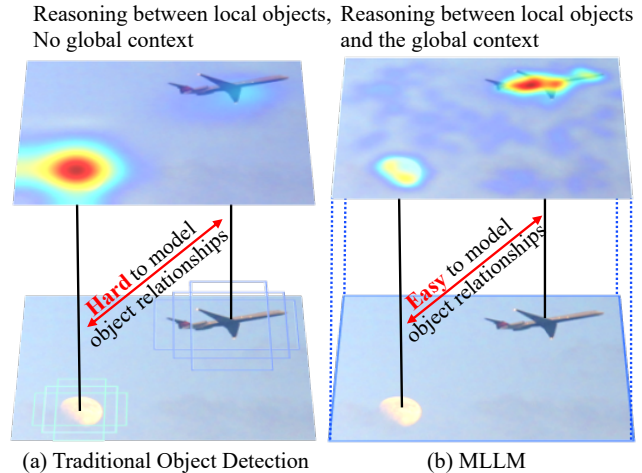 Reasoning between local objects,
No global context
Reasoning between local objects
and the global context
Hard to model
object relationships
Easy to model
object relationships
(a) Traditional Object Detection
(b) MLLM